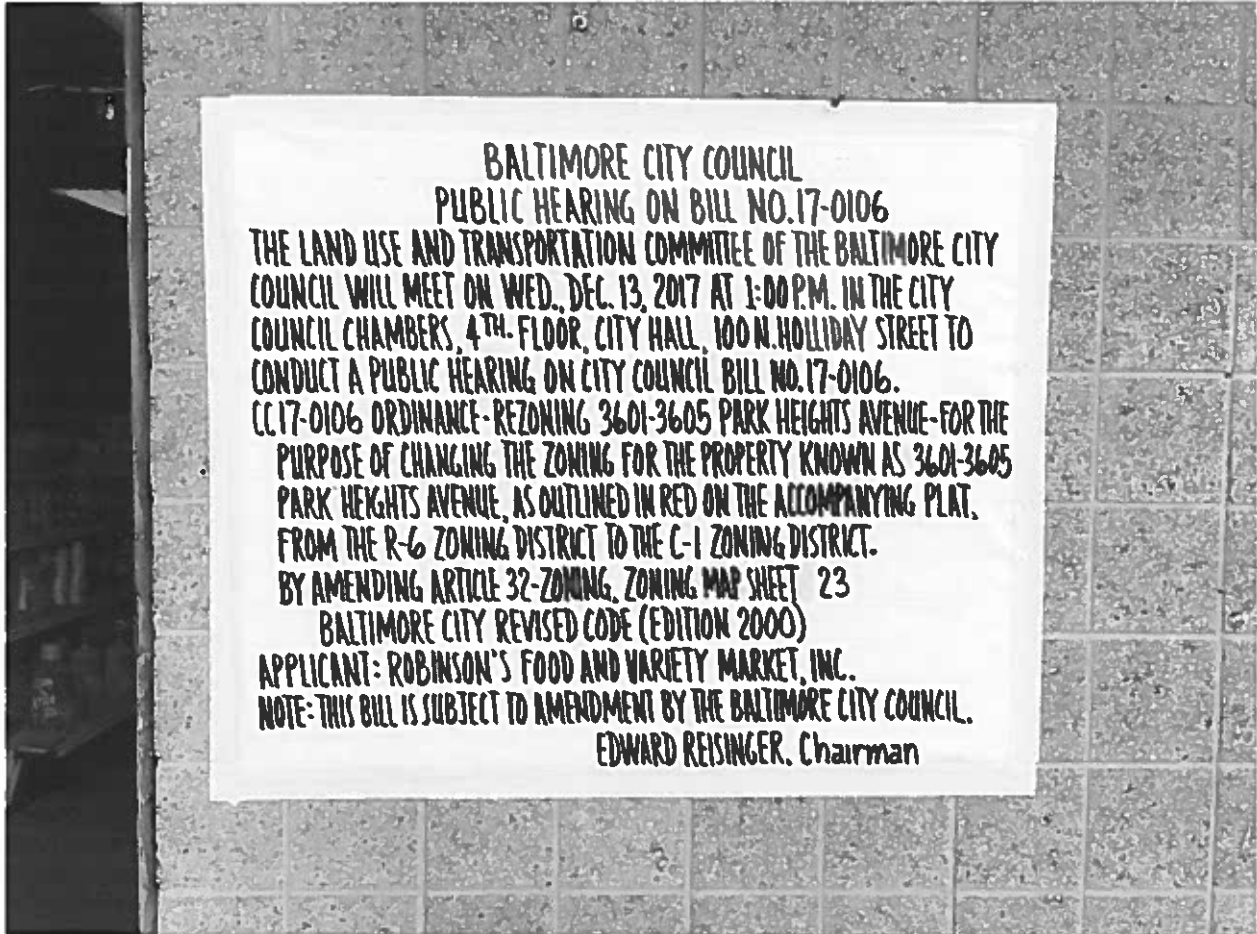 BALTIMORE CITY COUNCIL
PUBLIC HEARING ON BILL NO.17-0106
THE LAND USE AND TRANSPORTATION COMMITTEE OF THE BALTIMORE CITY
COUNCIL WILL MEET ON WED., DEC. 13, 2017 AT 1:00 P.M. IN THE CITY
COUNCIL CHAMBERS, 4TH. FLOOR, CITY HALL, 100 N. HOLLIDAY STREET TO
CONDUCT A PUBLIC HEARING ON CITY COUNCIL BILL NO. 17-0106.
CC17-0106 ORDINANCE-REZONING 3601-3605 PARK HEIGHTS AVENUE-FOR THE
PURPOSE OF CHANGING THE ZONING FOR THE PROPERTY KNOWN AS 3601-3605
PARK HEIGHTS AVENUE, AS OUTLINED IN RED ON THE ACCOMPANYING PLAT,
FROM THE R-6 ZONING DISTRICT TO THE C-1 ZONING DISTRICT.
BY AMENDING ARTICLE 32-ZONING, ZONING MAP SHEET 23
BALTIMORE CITY REVISED CODE (EDITION 2000)
APPLICANT: ROBINSON'S FOOD AND VARIETY MARKET, INC.
NOTE: THIS BILL IS SUBJECT TO AMENDMENT BY THE BALTIMORE CITY COUNCIL.
EDWARD REISINGER, Chairman